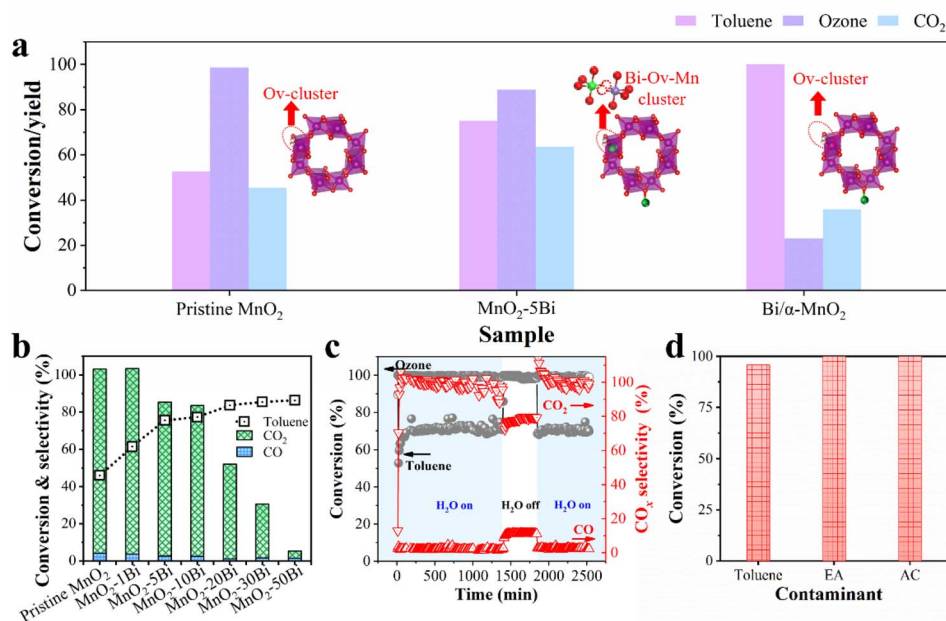 Toluene Ozone CO₂
a
Ov-cluster
Bi-Ov-Mn
cluster
Ov-cluster
Conversion/yield
100
80
60
40
20
0
Pristine MnO₂ MnO₂-5Bi Bi/α-MnO₂
Sample
b
Conversion & selectivity (%)
120
100
80
60
40
20
0
Toluene
CO₂
CO
Pristine MnO₂
MnO₂-1Bi
MnO₂-5Bi
MnO₂-10Bi
MnO₂-20Bi
MnO₂-30Bi
MnO₂-50Bi
c
Conversion (%)
100
80
60
40
20
0
Ozone
CO₂
Toluene
H₂O on H₂O off H₂O on
CO
0 500 1000 1500 2000 2500
Time (min)
100
80
60
40
20
0
COₓ selectivity (%)
d
Conversion (%)
100
75
50
25
0
Toluene EA AC
Contaminant